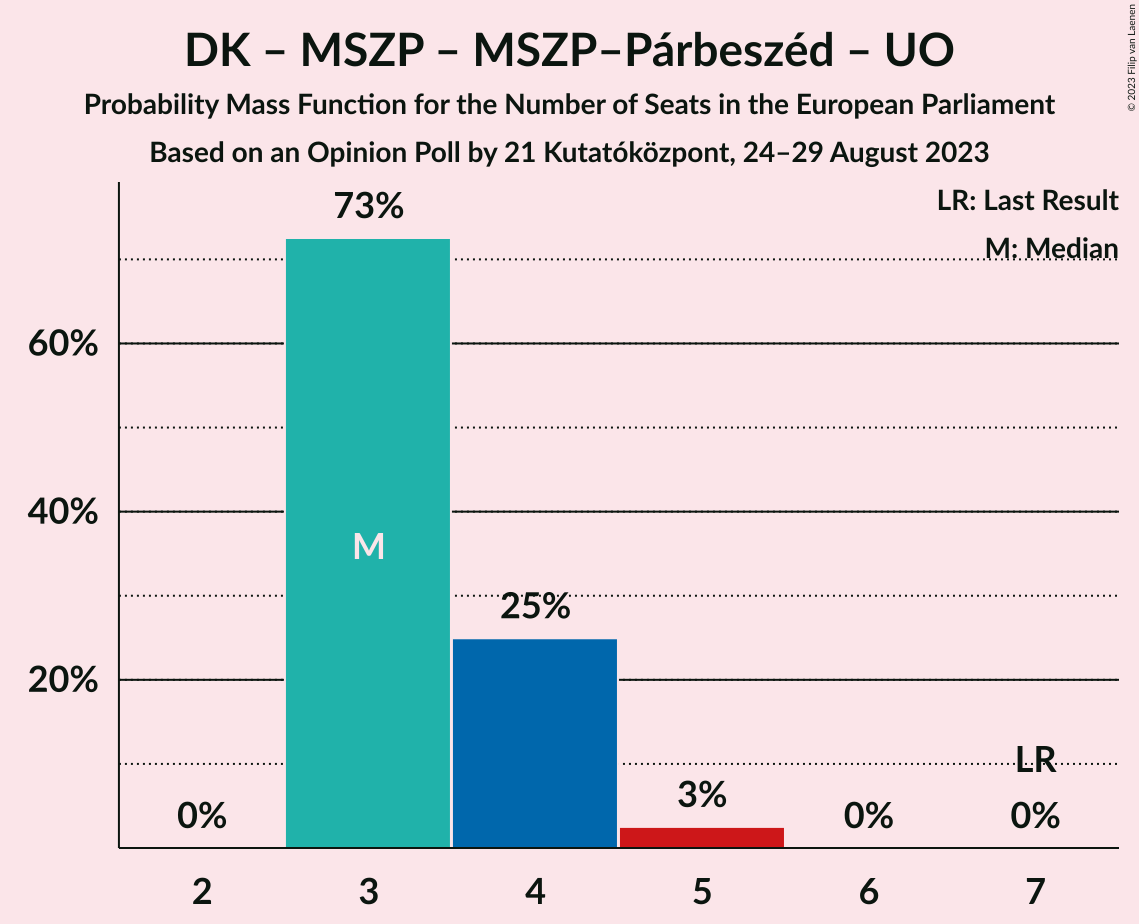 DK – MSZP – MSZP–Párbeszéd – UO
Probability Mass Function for the Number of Seats in the European Parliament
Based on an Opinion Poll by 21 Kutatóközpont, 24–29 August 2023
© 2023 Filip van Laenen
LR: Last Result
M: Median
73%
60%
40%
M
25%
20%
LR
3%
0%
0%
0%
2
3
4
5
6
7